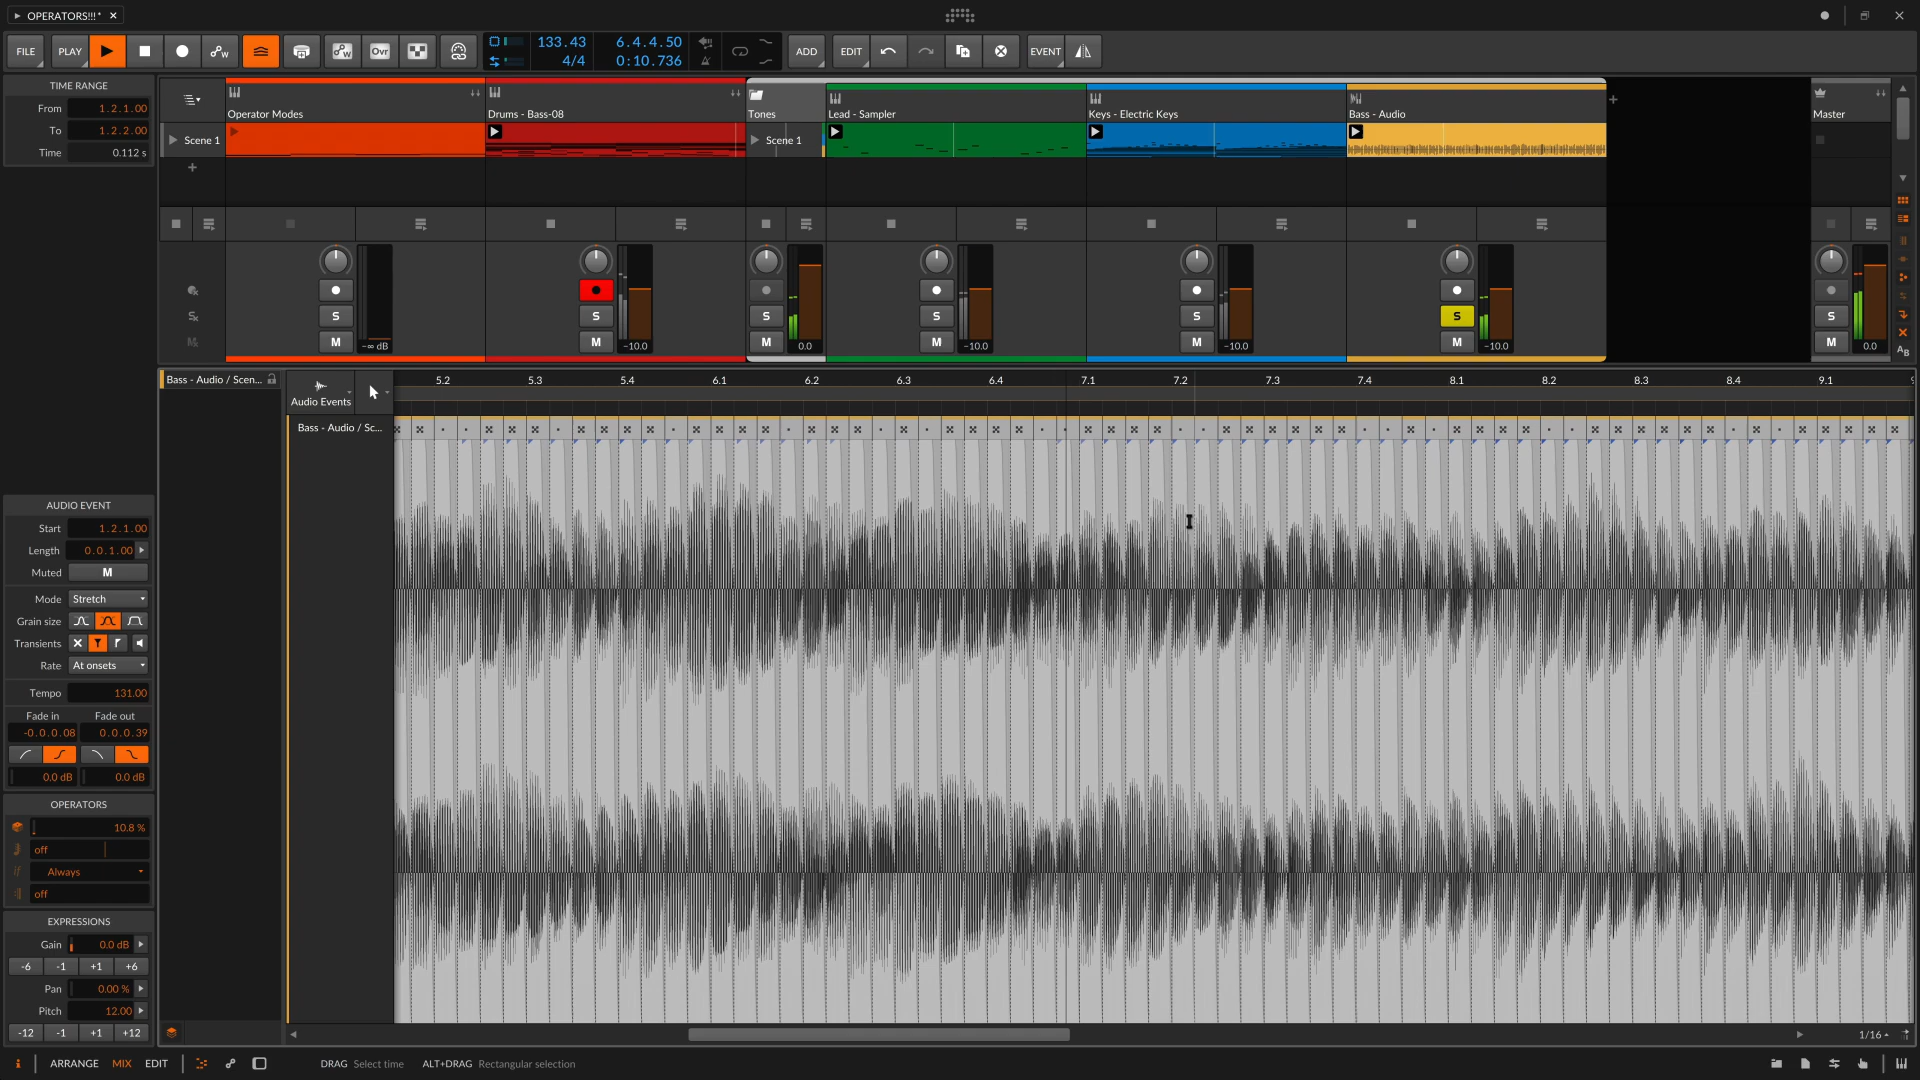 OPERATORS!!!*
FILE PLAY Ovr 133.43 4/4 6.4.4.50 0:10.736 ADD EDIT EVENT
TIME RANGE
From 1.2.1.00
To 1.2.2.00
Time 0.112 s
Operator Modes Drums - Bass-08 Tones Lead - Sampler Keys - Electric Keys Bass - Audio Master
Scene 1 Scene 1
S S S S S S S
M M M M M M M
-∞ dB -10.0 0.0 -10.0 -10.0 -10.0 0.0
AB
Bass - Audio / Scen...
Audio Events
5.2 5.3 5.4 6.1 6.2 6.3 6.4 7.1 7.2 7.3 7.4 8.1 8.2 8.3 8.4 9.1
Bass - Audio / Sc...
AUDIO EVENT
Start 1.2.1.00
Length 0.0.1.00
Muted M
Mode Stretch
Grain size
Transients
Rate At onsets
Tempo 131.00
Fade in Fade out
-0.0.0.08 0.0.0.39
0.0 dB 0.0 dB
OPERATORS
10.8 %
off
if Always
off
EXPRESSIONS
Gain 0.0 dB
-6 -1 +1 +6
Pan 0.00 %
Pitch 12.00
-12 -1 +1 +12
1/16
i ARRANGE MIX EDIT DRAG Select time ALT+DRAG Rectangular selection